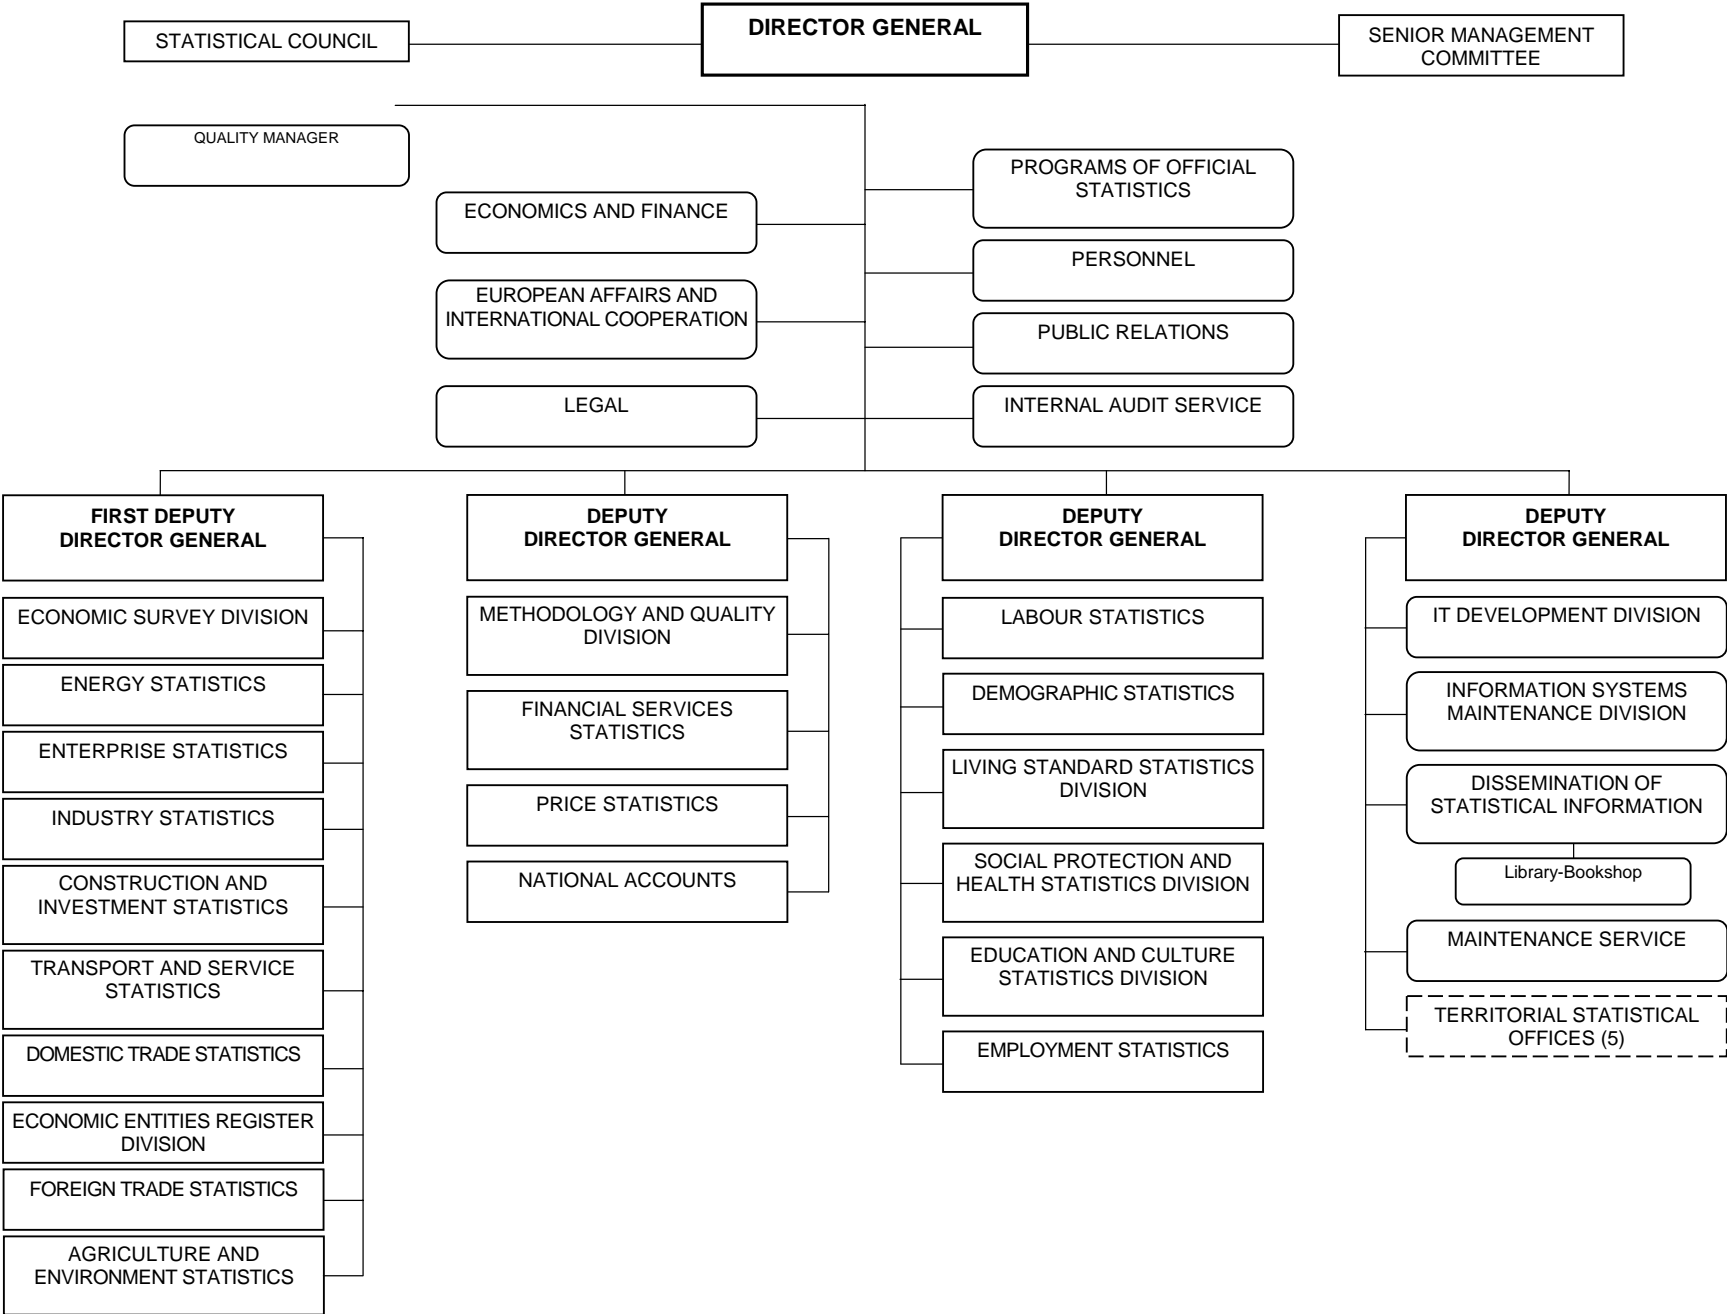 STATISTICAL COUNCIL
DIRECTOR GENERAL
SENIOR MANAGEMENT
COMMITTEE
QUALITY MANAGER
PROGRAMS OF OFFICIAL
STATISTICS
ECONOMICS AND FINANCE
PERSONNEL
EUROPEAN AFFAIRS AND
INTERNATIONAL COOPERATION
PUBLIC RELATIONS
LEGAL
INTERNAL AUDIT SERVICE
FIRST DEPUTY
DIRECTOR GENERAL
ECONOMIC SURVEY DIVISION
ENERGY STATISTICS
ENTERPRISE STATISTICS
INDUSTRY STATISTICS
CONSTRUCTION AND
INVESTMENT STATISTICS
TRANSPORT AND SERVICE
STATISTICS
DOMESTIC TRADE STATISTICS
ECONOMIC ENTITIES REGISTER
DIVISION
FOREIGN TRADE STATISTICS
AGRICULTURE AND
ENVIRONMENT STATISTICS
DEPUTY
DIRECTOR GENERAL
METHODOLOGY AND QUALITY
DIVISION
FINANCIAL SERVICES
STATISTICS
PRICE STATISTICS
NATIONAL ACCOUNTS
DEPUTY
DIRECTOR GENERAL
LABOUR STATISTICS
DEMOGRAPHIC STATISTICS
LIVING STANDARD STATISTICS
DIVISION
SOCIAL PROTECTION AND
HEALTH STATISTICS DIVISION
EDUCATION AND CULTURE
STATISTICS DIVISION
EMPLOYMENT STATISTICS
DEPUTY
DIRECTOR GENERAL
IT DEVELOPMENT DIVISION
INFORMATION SYSTEMS
MAINTENANCE DIVISION
DISSEMINATION OF
STATISTICAL INFORMATION
Library-Bookshop
MAINTENANCE SERVICE
TERRITORIAL STATISTICAL
OFFICES (5)